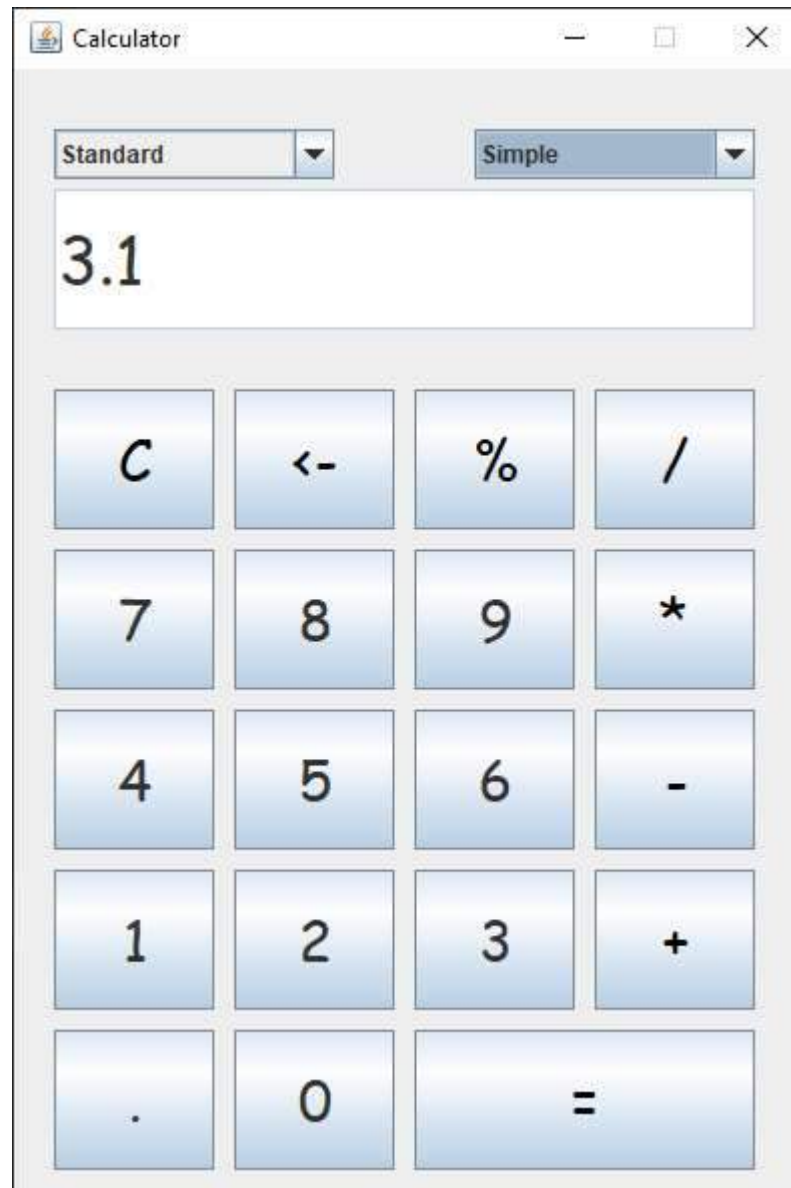 Calculator
Standard Simple
3.1
C <- % /
7 8 9 *
4 5 6 -
1 2 3 +
. 0 =